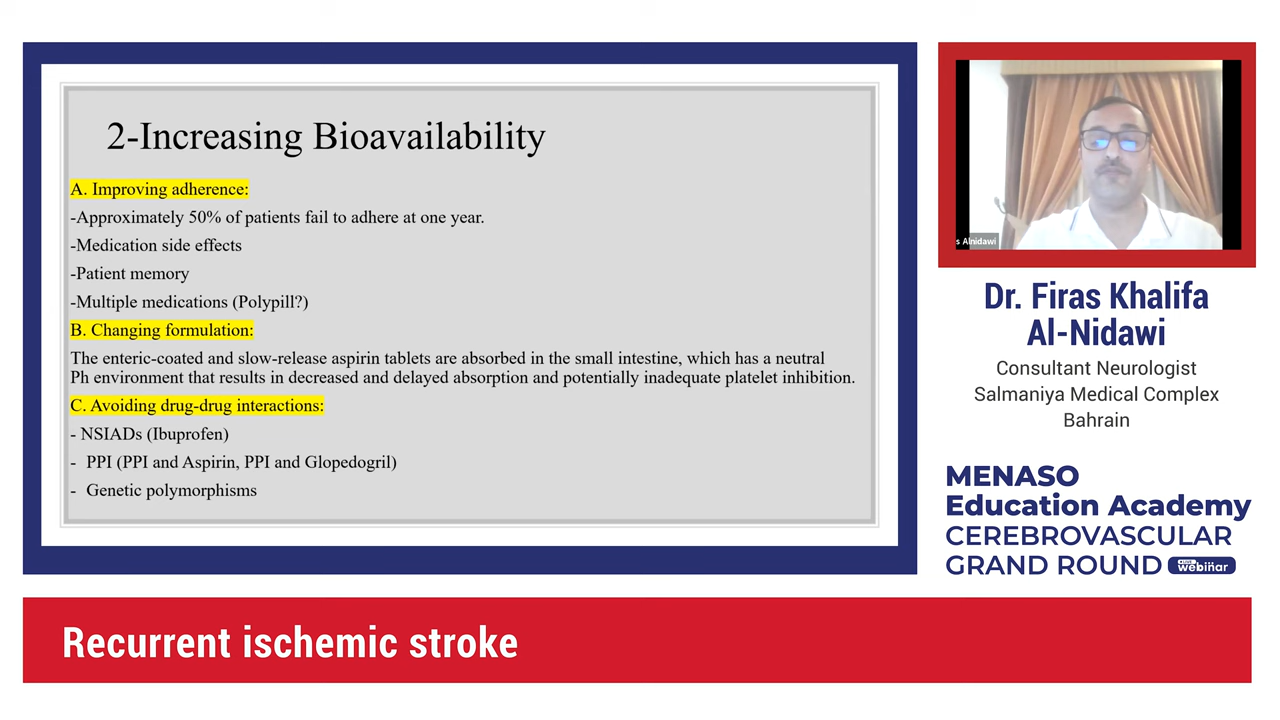 2-Increasing Bioavailability
A. Improving adherence:
-Approximately 50% of patients fail to adhere at one year.
-Medication side effects
-Patient memory
-Multiple medications (Polypill?)
B. Changing formulation:
The enteric-coated and slow-release aspirin tablets are absorbed in the small intestine, which has a neutral
Ph environment that results in decreased and delayed absorption and potentially inadequate platelet inhibition.
C. Avoiding drug-drug interactions:
- NSIADs (Ibuprofen)
- PPI (PPI and Aspirin, PPI and Glopedogril)
- Genetic polymorphisms
s Alnidawi
Dr. Firas Khalifa
Al-Nidawi
Consultant Neurologist
Salmaniya Medical Complex
Bahrain
MENASO
Education Academy
CEREBROVASCULAR
GRAND ROUND webinar
Recurrent ischemic stroke